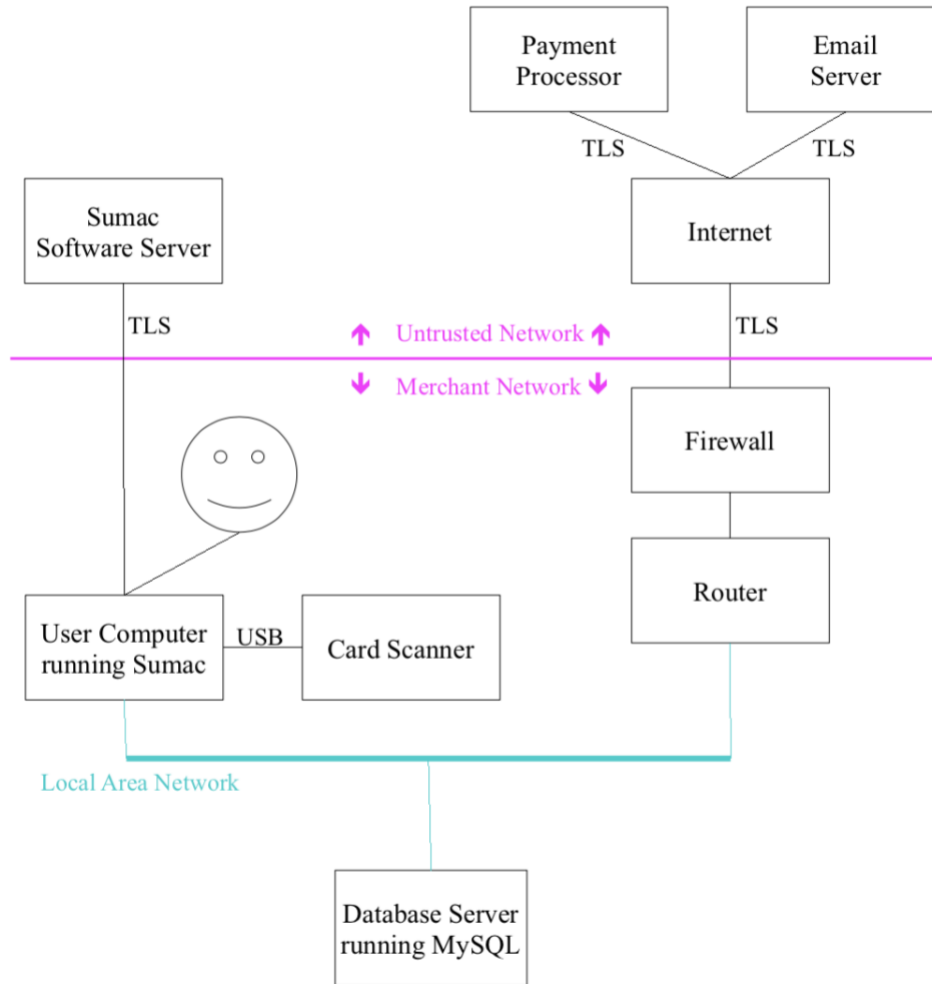 Payment
Processor
Email
Server
TLS
TLS
Sumac
Software Server
Internet
TLS
TLS
Untrusted Network
Merchant Network
Firewall
Router
User Computer
running Sumac
USB
Card Scanner
Local Area Network
Database Server
running MySQL